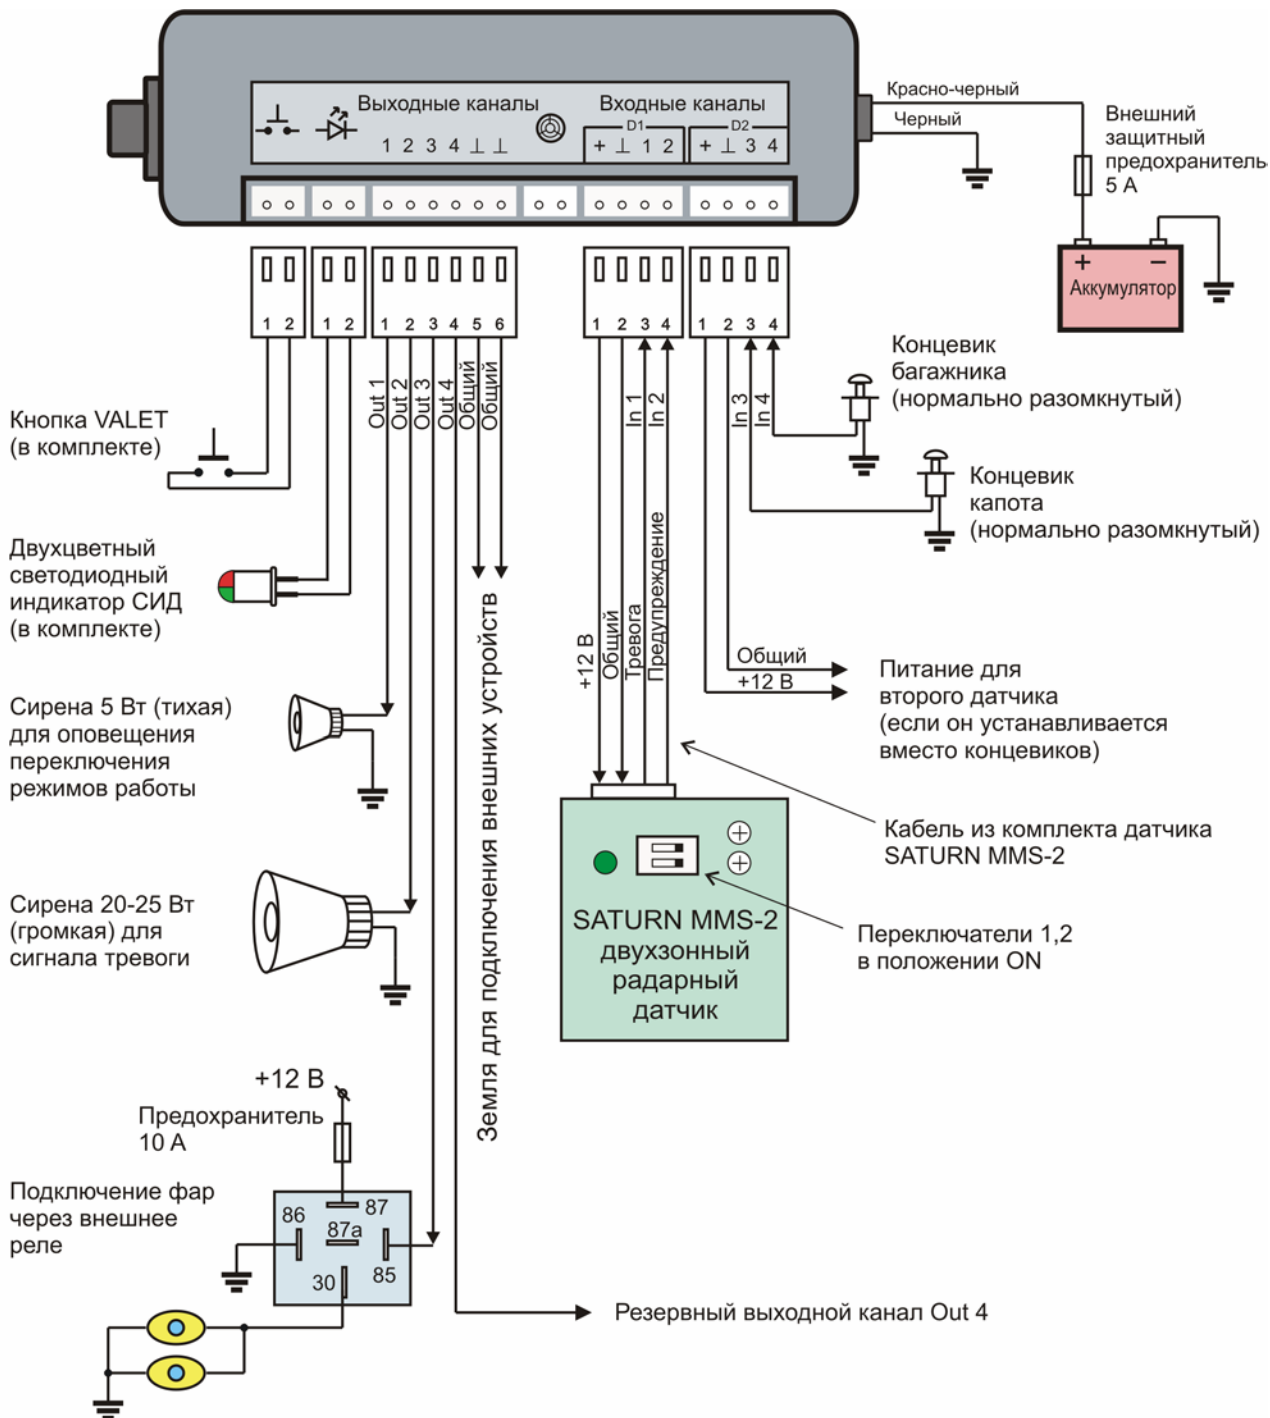 Выходные каналы
1 2 3 4 ⊥ ⊥
Входные каналы
D1
+ ⊥ 1 2
D2
+ ⊥ 3 4
Красно-черный
Черный
Внешний
защитный
предохранитель
5 А
+ −
Аккумулятор
1 2
1 2
1 2 3 4 5 6
1 2 3 4
1 2 3 4
Out 1
Out 2
Out 3
Out 4
Общий
Общий
In 1
In 2
In 3
In 4
Концевик
багажника
(нормально разомкнутый)
Концевик
капота
(нормально разомкнутый)
Кнопка VALET
(в комплекте)
Двухцветный
светодиодный
индикатор СИД
(в комплекте)
Земля для подключения внешних устройств
+12 В
Общий
Тревога
Предупреждение
Общий
+12 В
Питание для
второго датчика
(если он устанавливается
вместо концевиков)
Сирена 5 Вт (тихая)
для оповещения
переключения
режимов работы
Кабель из комплекта датчика
SATURN MMS-2
Сирена 20-25 Вт
(громкая) для
сигнала тревоги
SATURN MMS-2
двухзонный
радарный
датчик
Переключатели 1,2
в положении ON
+12 В
Предохранитель
10 А
Подключение фар
через внешнее
реле
86
87
87а
30
85
Резервный выходной канал Out 4